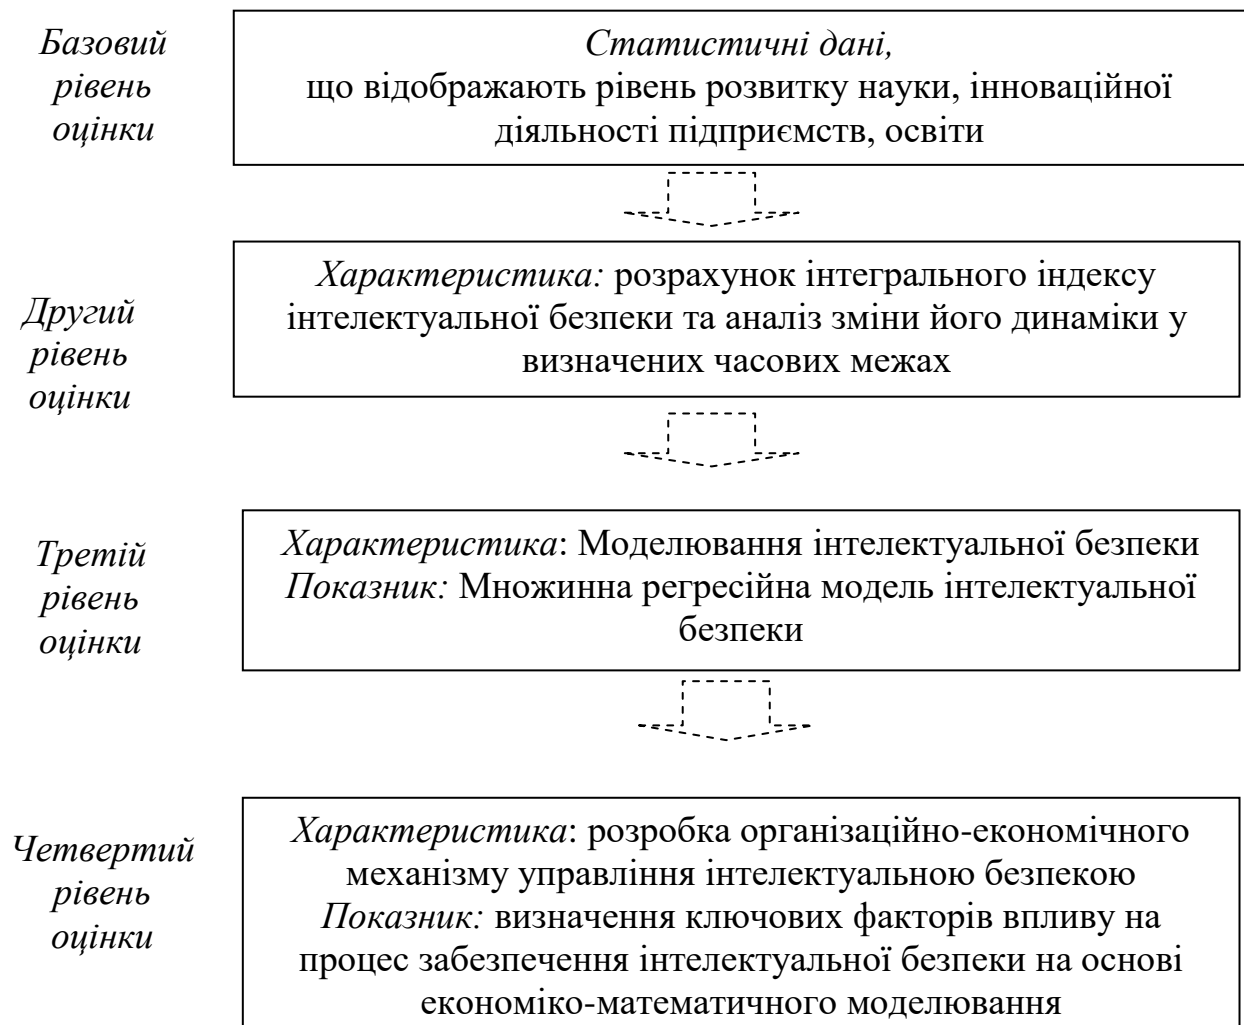 Базовий
рівень
оцінки
Статистичні дані,
що відображають рівень розвитку науки, інноваційної
діяльності підприємств, освіти
Другий
рівень
оцінки
Характеристика: розрахунок інтегрального індексу
інтелектуальної безпеки та аналіз зміни його динаміки у
визначених часових межах
Третій
рівень
оцінки
Характеристика: Моделювання інтелектуальної безпеки
Показник: Множинна регресійна модель інтелектуальної
безпеки
Четвертий
рівень
оцінки
Характеристика: розробка організаційно-економічного
механізму управління інтелектуальною безпекою
Показник: визначення ключових факторів впливу на
процес забезпечення інтелектуальної безпеки на основі
економіко-математичного моделювання